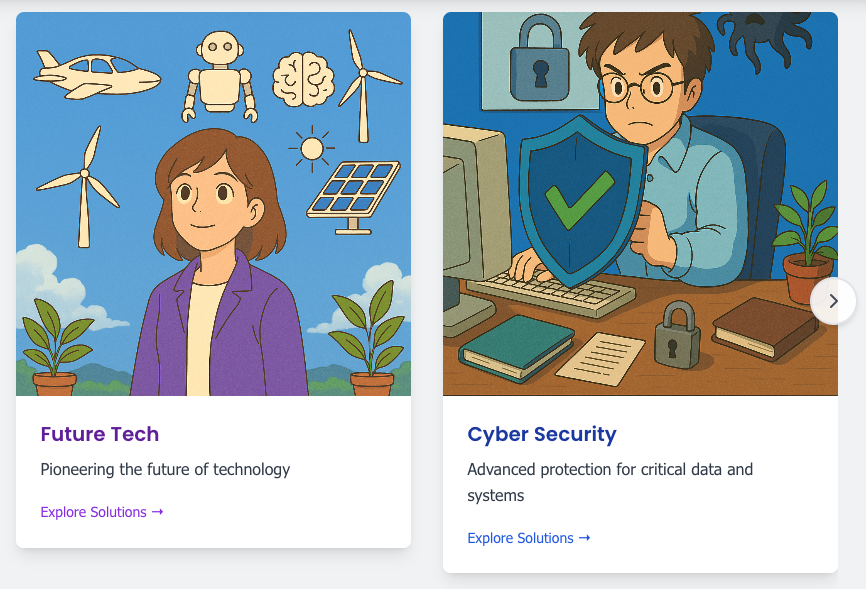 Future Tech
Pioneering the future of technology
Explore Solutions →
Cyber Security
Advanced protection for critical data and
systems
Explore Solutions →